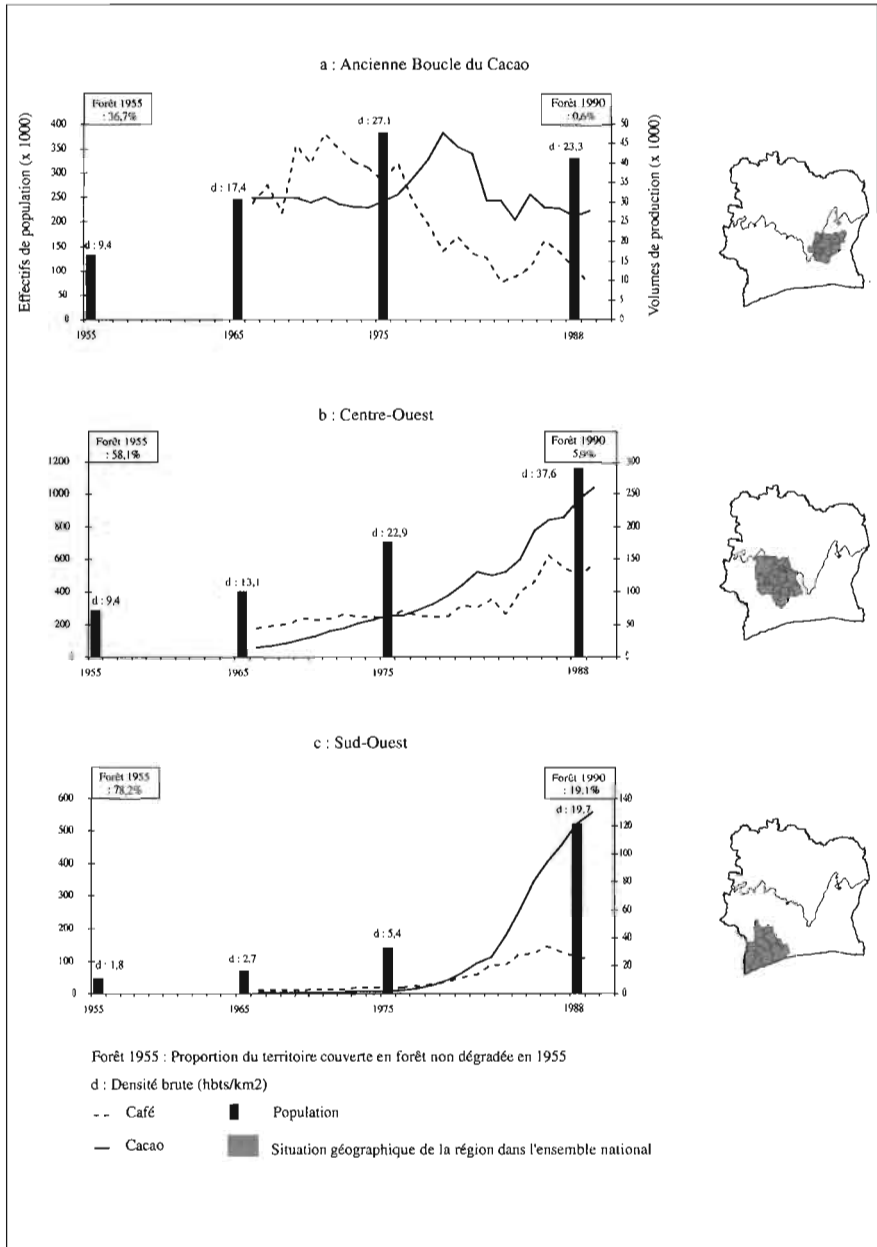 a : Ancienne Boucle du Cacao
Forêt 1955
: 36,7%
Forêt 1990
: 0,6%
Effectifs de population (x 1000)
Volumes de production (x 1000)
400
350
300
250
200
150
100
50
0
50
45
40
35
30
25
20
15
10
5
0
d : 9,4
d : 17,4
d : 27,1
d : 23,3
1955
1965
1975
1988
b : Centre-Ouest
Forêt 1955
: 58,1%
Forêt 1990
5,9%
1200
1000
800
600
400
200
0
300
250
200
150
100
50
0
d : 9,4
d : 13,1
d : 22,9
d : 37,6
1955
1965
1975
1988
c : Sud-Ouest
Forêt 1955
: 78,2%
Forêt 1990
: 19,1%
600
500
400
300
200
100
0
140
120
100
80
60
40
20
0
d : 1,8
d : 2,7
d : 5,4
d : 19,7
1955
1965
1975
1988
Forêt 1955 : Proportion du territoire couverte en forêt non dégradée en 1955
d : Densité brute (hbts/km2)
Café
Population
Cacao
Situation géographique de la région dans l'ensemble national